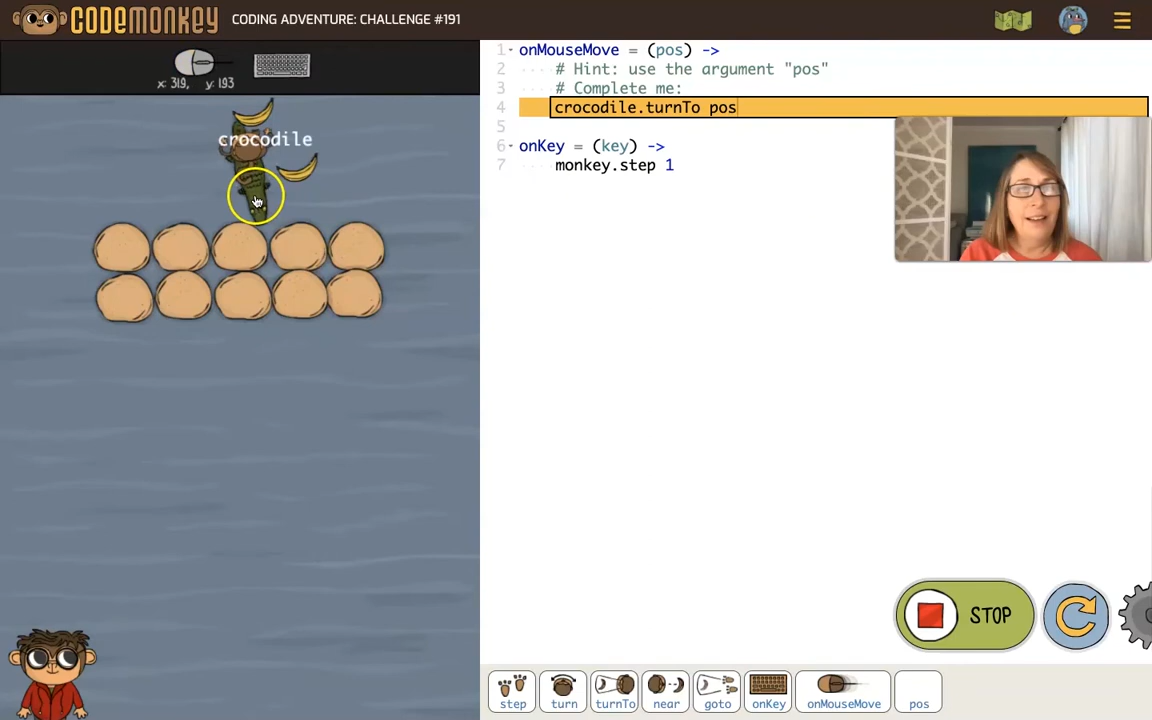 CODEMONKEY
CODING ADVENTURE: CHALLENGE #191
x: 319, y: 193
crocodile
1 onMouseMove = (pos) ->
2 # Hint: use the argument "pos"
3 # Complete me:
4 crocodile.turnTo pos
5
6 onKey = (key) ->
7 monkey.step 1
STOP
step turn turnTo near goto onKey onMouseMove pos